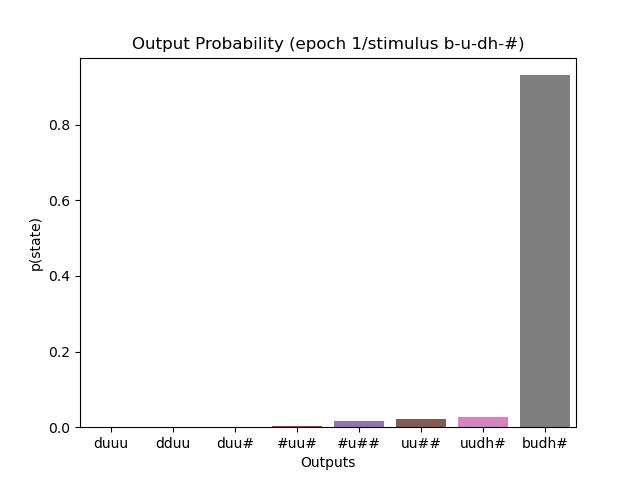 Output Probability (epoch 1/stimulus b-u-dh-#)
p(state)
0.8
0.6
0.4
0.2
0.0
duuu dduu duu# #uu# #u## uu## uudh# budh#
Outputs